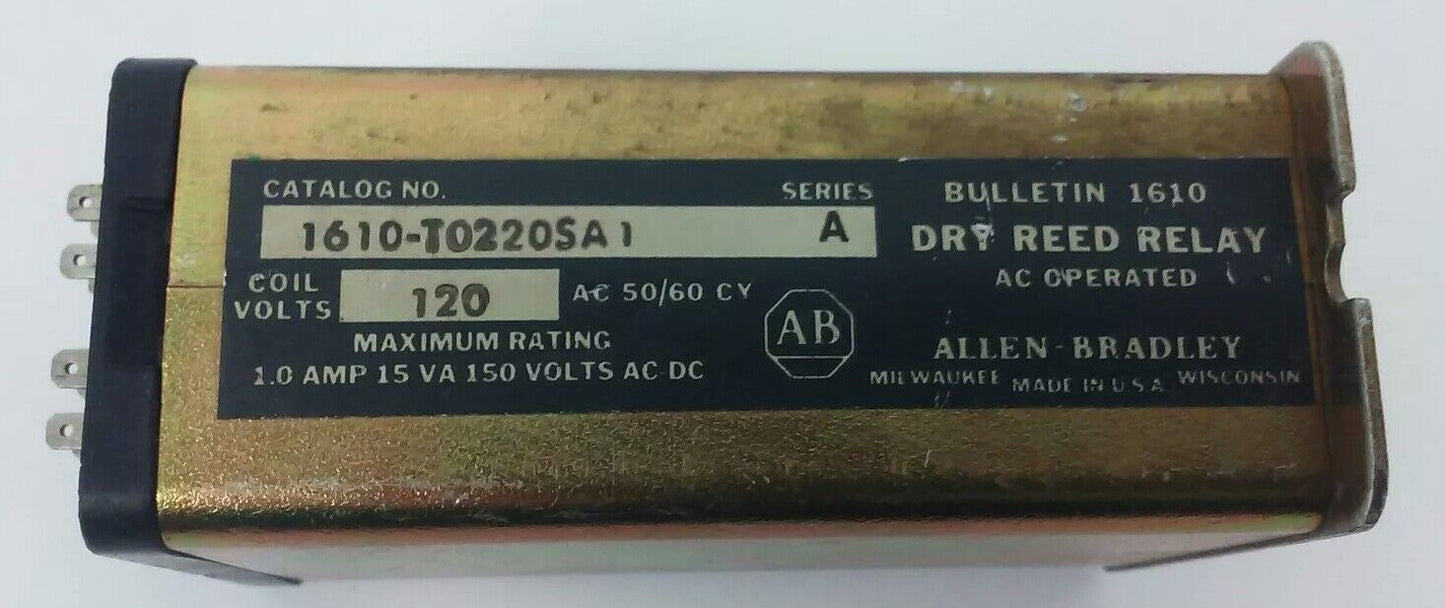 CATALOG NO. SERIES
1610-T0220SA1 A
COIL VOLTS 120 AC 50/60 CY
MAXIMUM RATING
1.0 AMP 15 VA 150 VOLTS AC-DC
AB
BULLETIN 1610
DRY REED RELAY
AC OPERATED
ALLEN-BRADLEY
MILWAUKEE MADE IN U.S.A. WISCONSIN